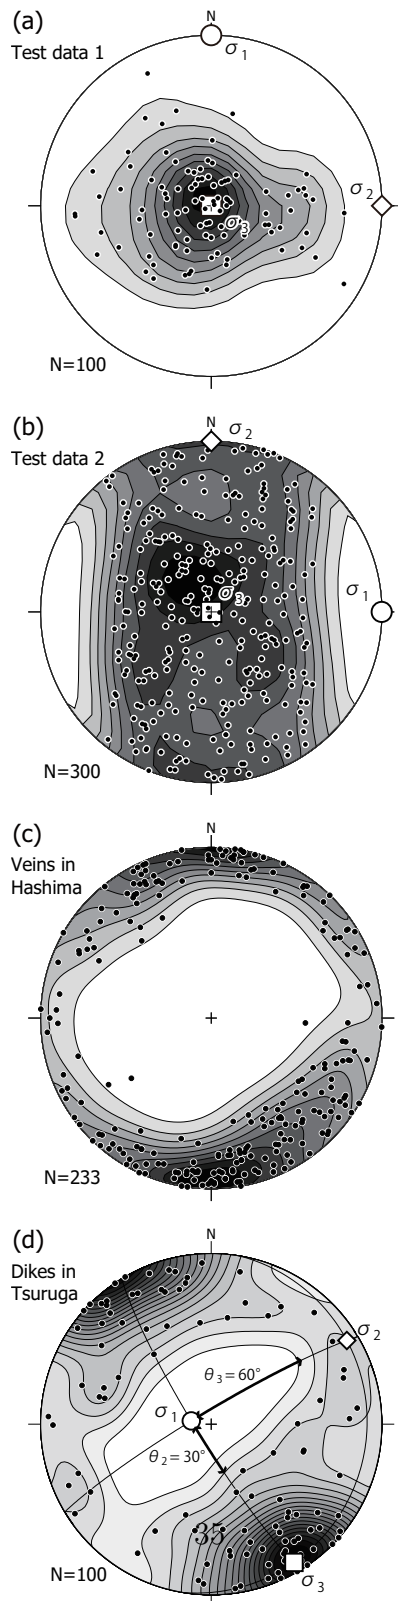 (a)
Test data 1
N
σ1
σ2
σ3
N=100
(b)
Test data 2
N
σ2
σ1
σ3
N=300
(c)
Veins in
Hashima
N
N=233
(d)
Dikes in
Tsuruga
N
σ2
θ3=60°
σ1
θ2=30°
35
N=100
σ3